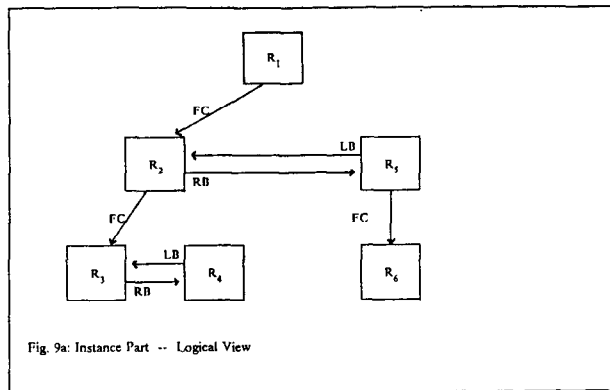 R₁
FC
R₂
LB
RB
R₅
FC
FC
R₃
LB
RB
R₄
R₆
Fig. 9a: Instance Part -- Logical View